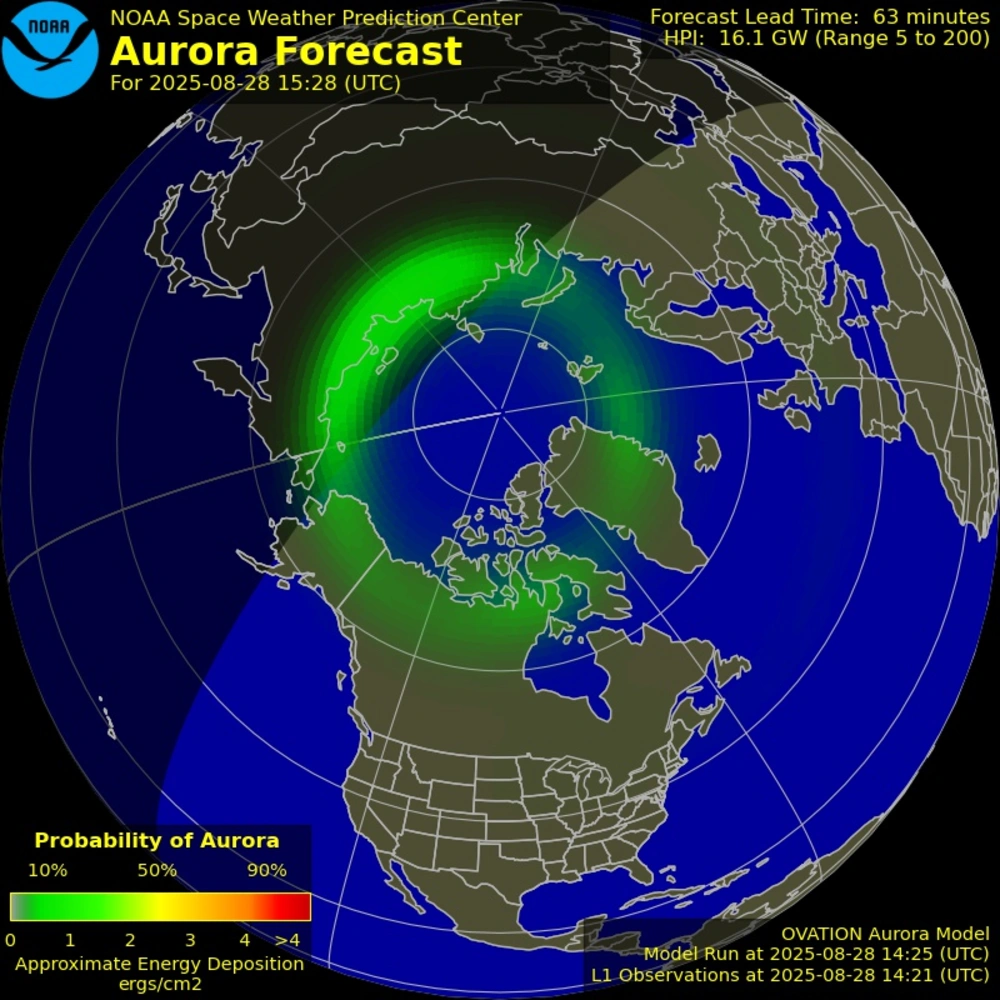 NOAA
NOAA Space Weather Prediction Center
Aurora Forecast
For 2025-08-28 15:28 (UTC)
Forecast Lead Time: 63 minutes
HPI: 16.1 GW (Range 5 to 200)
Probability of Aurora
10% 50% 90%
0 1 2 3 4 >4
Approximate Energy Deposition
ergs/cm2
OVATION Aurora Model
Model Run at 2025-08-28 14:25 (UTC)
L1 Observations at 2025-08-28 14:21 (UTC)